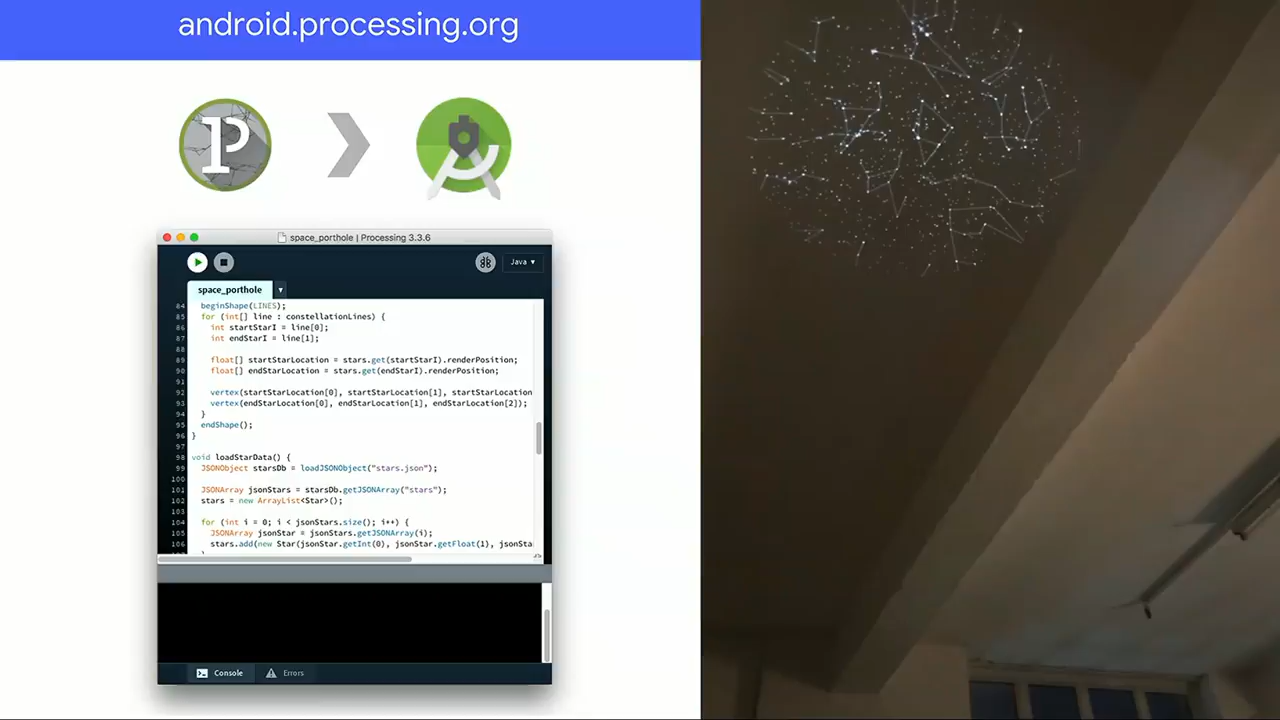 android.processing.org
P
space_porthole | Processing 3.3.6
Java ▾
space_porthole
84 beginShape(LINES);
85 for (int[] line : constellationLines) {
86 int startStarI = line[0];
87 int endStarI = line[1];
88
89 float[] startStarLocation = stars.get(startStarI).renderPosition;
90 float[] endStarLocation = stars.get(endStarI).renderPosition;
91
92 vertex(startStarLocation[0], startStarLocation[1], startStarLocation
93 vertex(endStarLocation[0], endStarLocation[1], endStarLocation[2]);
94 }
95 endShape();
96 }
97
98 void loadStarData() {
99 JSONObject starsDb = loadJSONObject("stars.json");
100
101 JSONArray jsonStars = starsDb.getJSONArray("stars");
102 stars = new ArrayList<Star>();
103
104 for (int i = 0; i < jsonStars.size(); i++) {
105 JSONArray jsonStar = jsonStars.getJSONArray(i);
106 stars.add(new Star(jsonStar.getInt(0), jsonStar.getFloat(1), jsonSta
Console
Errors